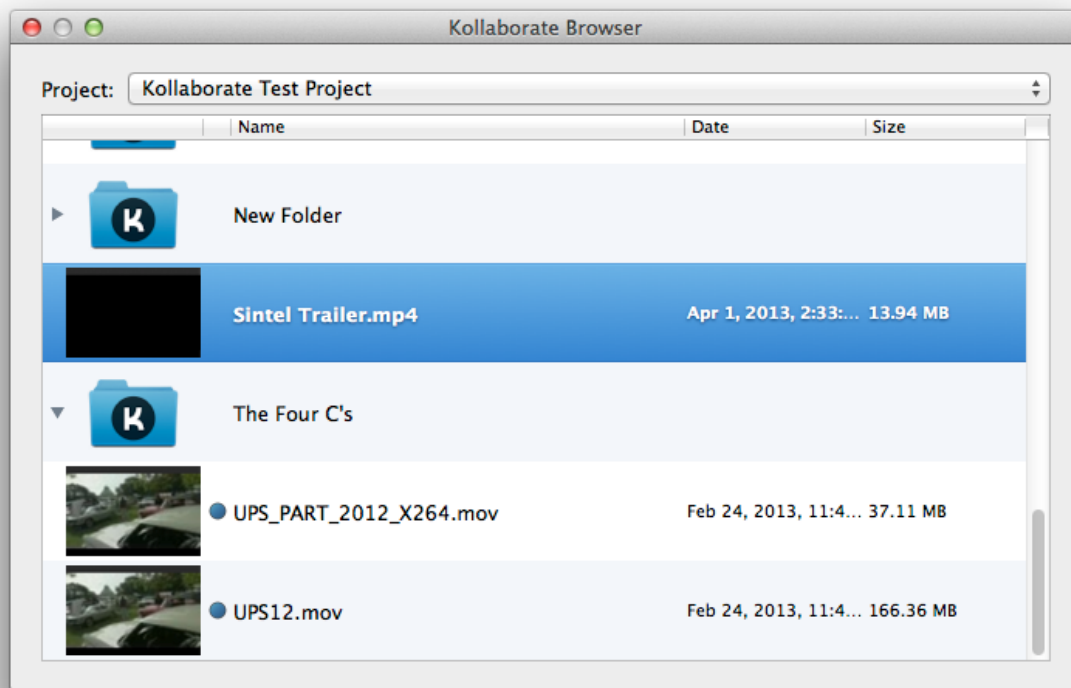 Kollaborate Browser
Project: Kollaborate Test Project
Name Date Size
K New Folder
Sintel Trailer.mp4 Apr 1, 2013, 2:33:... 13.94 MB
K The Four C's
UPS_PART_2012_X264.mov Feb 24, 2013, 11:4... 37.11 MB
UPS12.mov Feb 24, 2013, 11:4... 166.36 MB